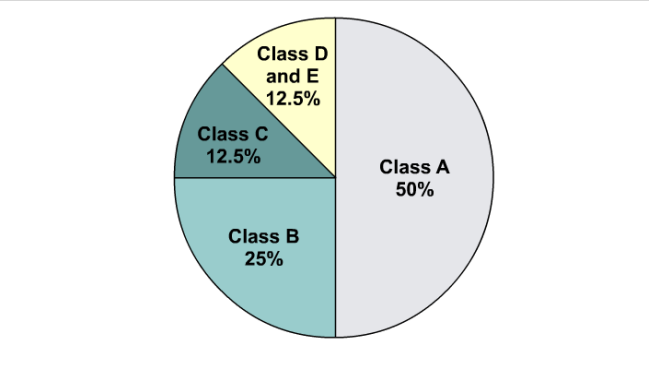 Class D
and E
12.5%
Class C
12.5%
Class A
50%
Class B
25%